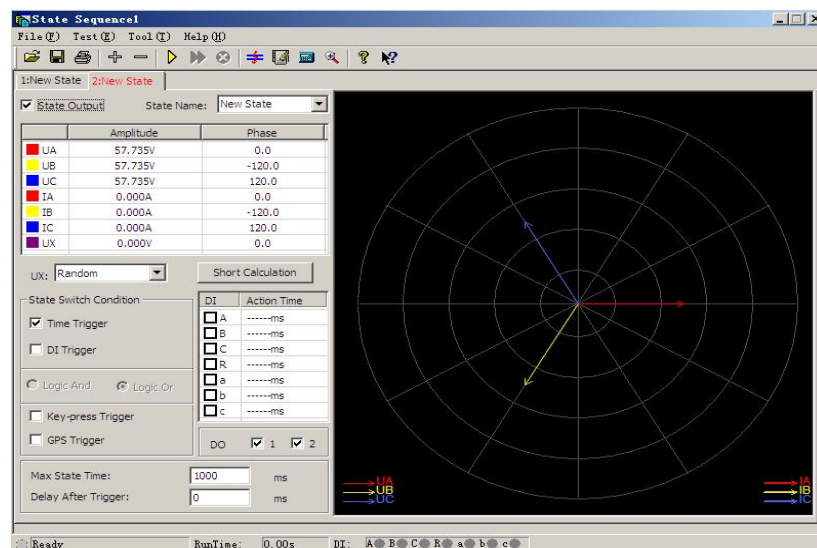 State Sequence1
File(F) Test(E) Tool(T) Help(H)
1:New State 2:New State
State Output State Name: New State
Amplitude Phase
UA 57.735V 0.0
UB 57.735V -120.0
UC 57.735V 120.0
IA 0.000A 0.0
IB 0.000A -120.0
IC 0.000A 120.0
UX 0.000V 0.0
UX: Random Short Calculation
State Switch Condition
Time Trigger
DI Trigger
Logic And Logic Or
Key-press Trigger
GPS Trigger
DI Action Time
A ------ms
B ------ms
C ------ms
R ------ms
a ------ms
b ------ms
c ------ms
DO 1 2
Max State Time: 1000 ms
Delay After Trigger: 0 ms
UA
UB
UC
IA
IB
IC
Ready RunTime: 0.00s DI: A B C R a b c